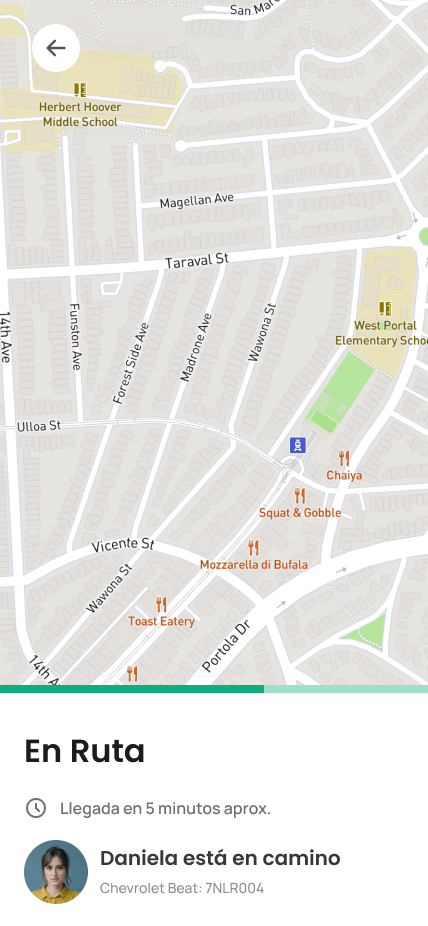 San Mar
Herbert Hoover
Middle School
Magellan Ave
Taraval St
14th Ave
Funston Ave
Forest Side Ave
Madrone Ave
Wawona St
West Portal
Elementary Schoo
Ulloa St
Chaiya
Squat & Gobble
Vicente St
Mozzarella di Bufala
Wawona St
Toast Eatery
Portola Dr
14th A
En Ruta
Llegada en 5 minutos aprox.
Daniela está en camino
Chevrolet Beat: 7NLR004